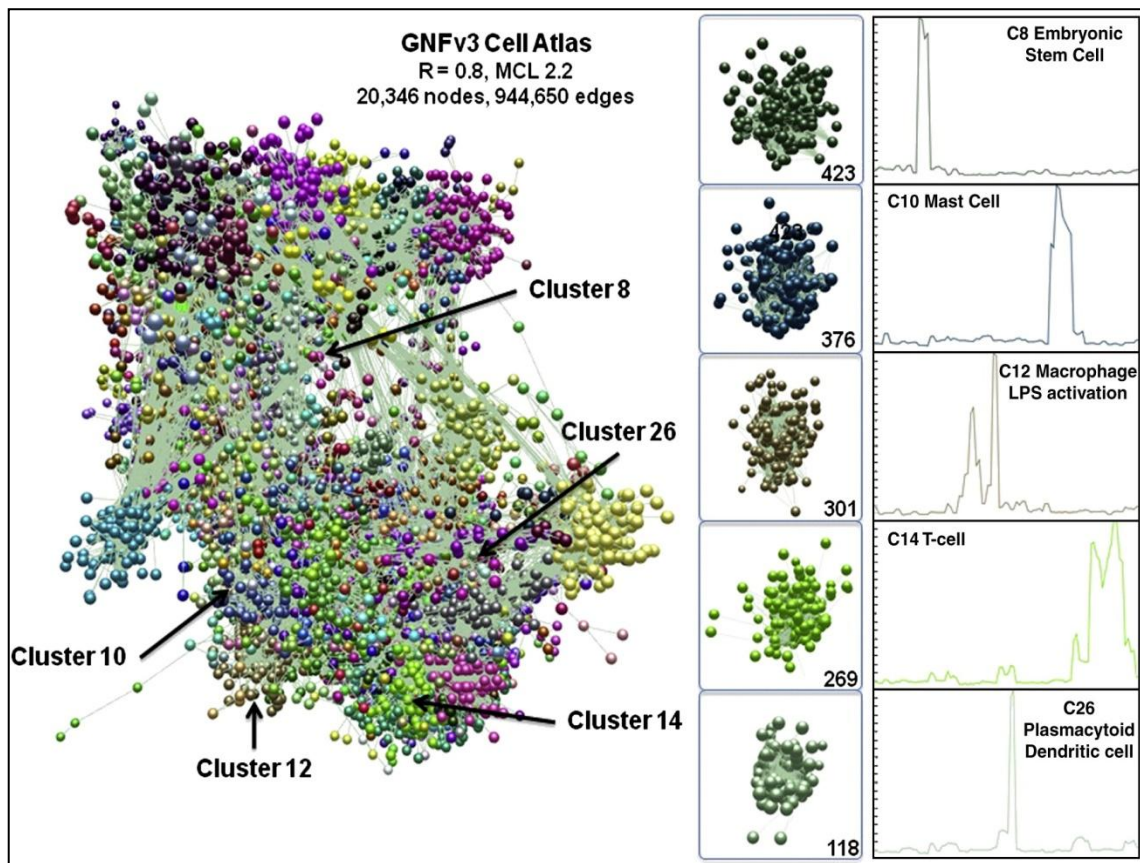 GNFv3 Cell Atlas
R = 0.8, MCL 2.2
20,346 nodes, 944,650 edges
Cluster 8
Cluster 26
Cluster 10
Cluster 14
Cluster 12
423
C8 Embryonic
Stem Cell
423
376
C10 Mast Cell
301
C12 Macrophage
LPS activation
269
C14 T-cell
118
C26
Plasmacytoid
Dendritic cell